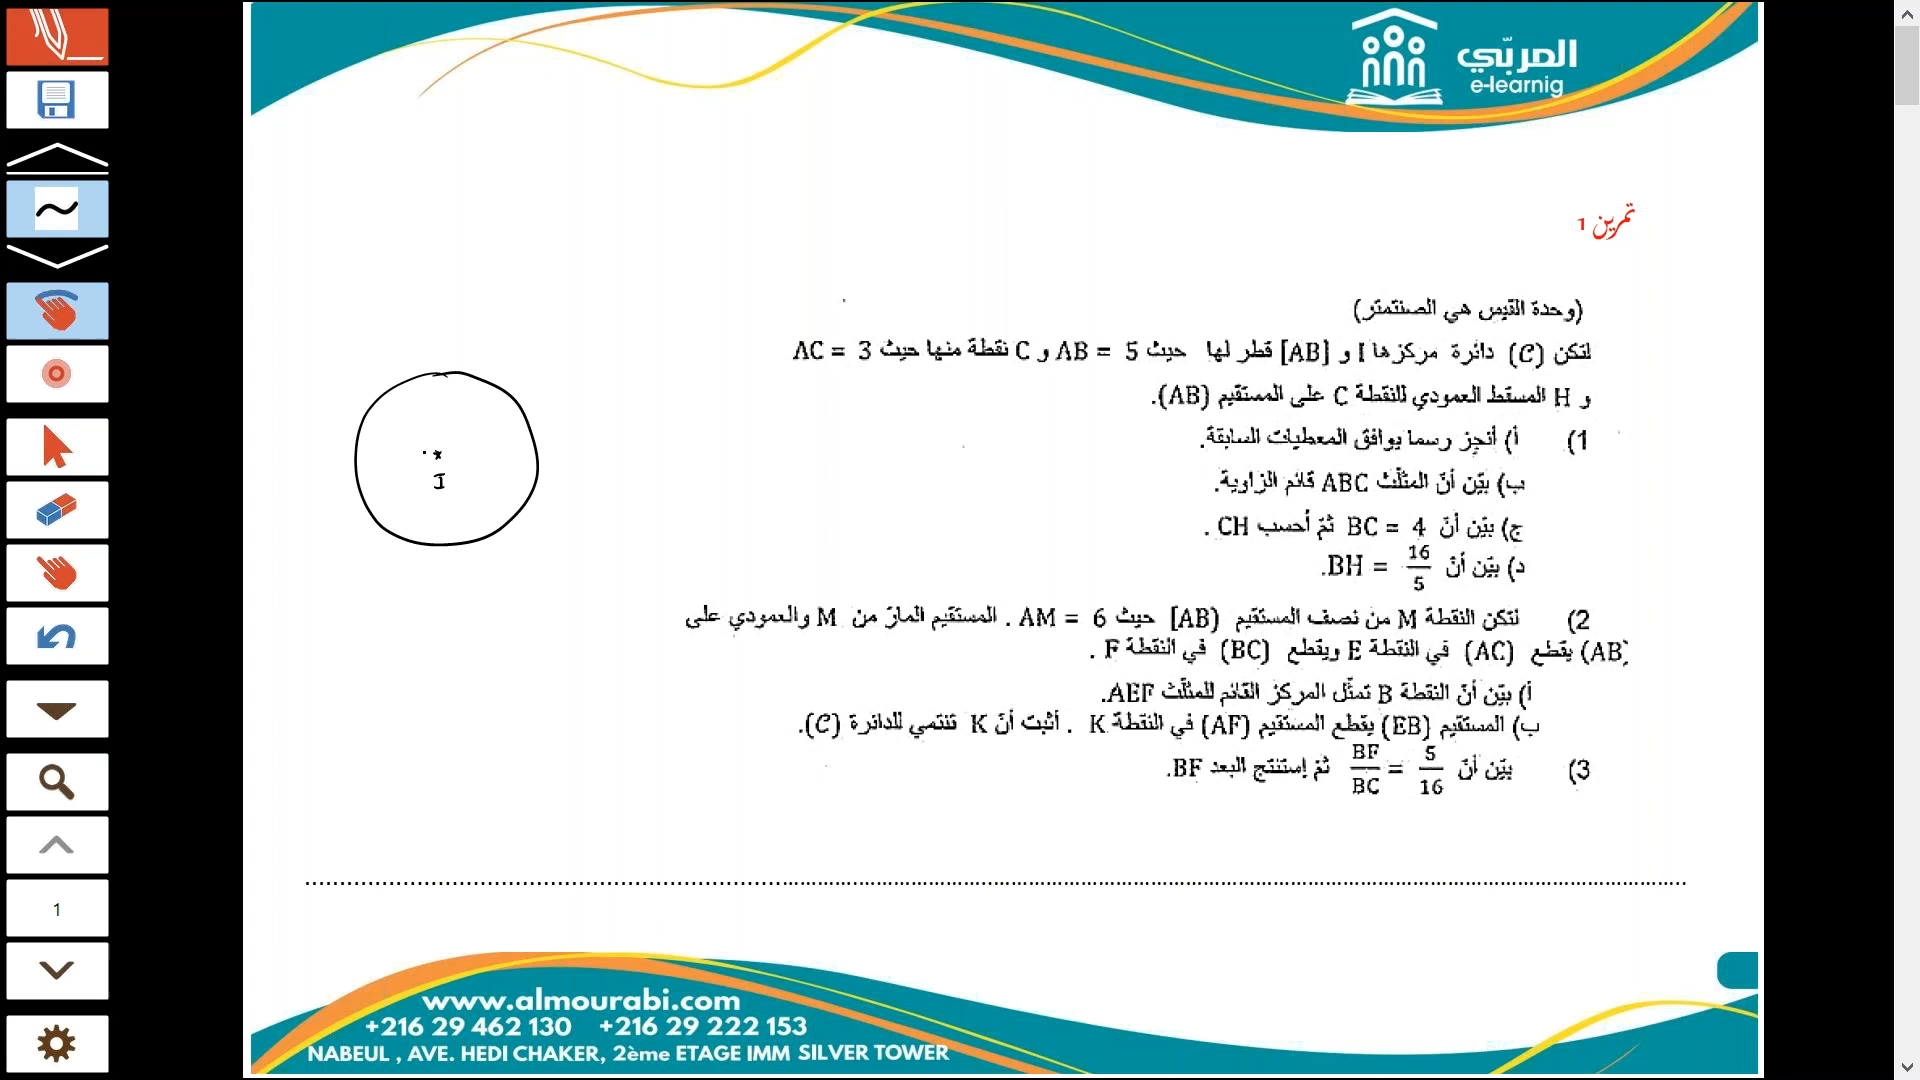 المربّي
e-learnig
تمرين 1
(وحدة القيس هي الصنتمتر)
لتكن (C) دائرة مركزها I و [AB] قطر لها حيث AB = 5 و C نقطة منها حيث AC = 3
و H المسقط العمودي للنقطة C على المستقيم (AB).
1) أ) أنجز رسما يوافق المعطيات السابقة.
ب) بيّن أنّ المثلّث ABC قائم الزاوية.
ج) بيّن أنّ BC = 4 ثمّ أحسب CH .
د) بيّن أنّ BH = 16/5.
2) لتكن النقطة M من نصف المستقيم [AB) حيث AM = 6 . المستقيم المارّ من M والعمودي على
(AB) يقطع (AC) في النقطة E ويقطع (BC) في النقطة F .
أ) بيّن أنّ النقطة B تمثّل المركز القائم للمثلّث AEF.
ب) المستقيم (EB) يقطع المستقيم (AF) في النقطة K . أثبت أنّ K تنتمي للدائرة (C).
3) بيّن أنّ BF/BC = 5/16 ثمّ إستنتج البعد BF.
I
1
www.almourabi.com
+216 29 462 130 +216 29 222 153
NABEUL , AVE. HEDI CHAKER, 2ème ETAGE IMM SILVER TOWER